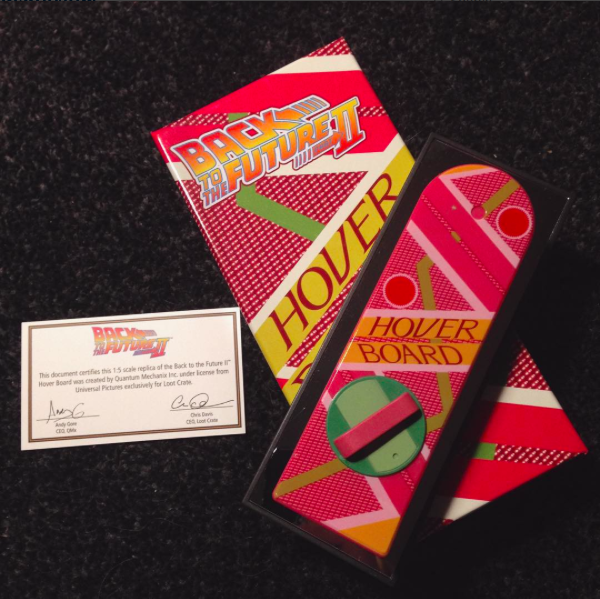 BACK
TO THE
FUTURE II
HOVER
HOVER
BOARD
BACK
TO THE FUTURE II
This document certifies this 1:5 scale replica of the Back to the Future II™
Hover Board was created by Quantum Mechanix Inc. under license from
Universal Pictures exclusively for Loot Crate.
Andy Gore
CEO, QMx
Chris Davis
CEO, Loot Crate